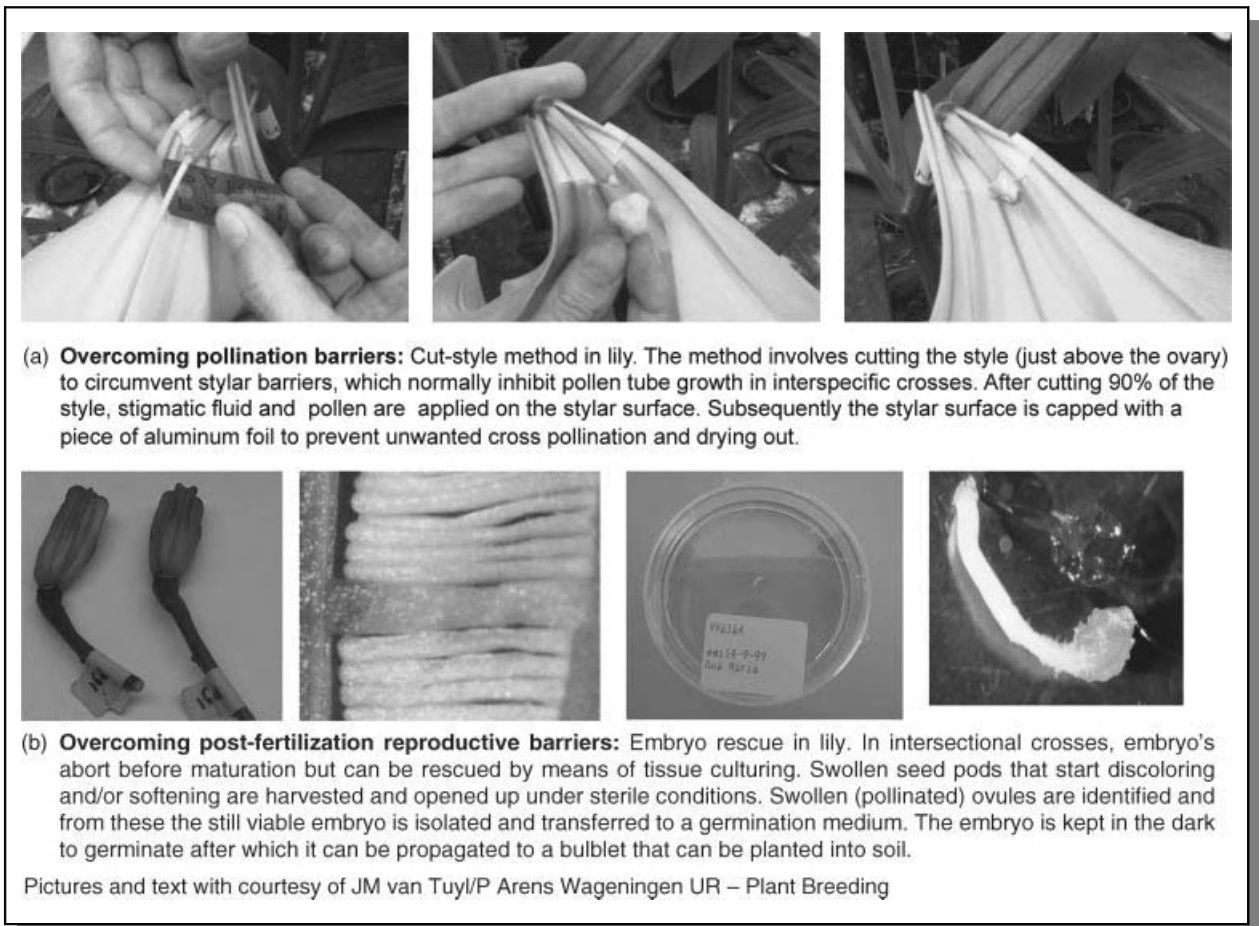 (a) Overcoming pollination barriers: Cut-style method in lily. The method involves cutting the style (just above the ovary)
to circumvent stylar barriers, which normally inhibit pollen tube growth in interspecific crosses. After cutting 90% of the
style, stigmatic fluid and pollen are applied on the stylar surface. Subsequently the stylar surface is capped with a
piece of aluminum foil to prevent unwanted cross pollination and drying out.
(b) Overcoming post-fertilization reproductive barriers: Embryo rescue in lily. In intersectional crosses, embryo's
abort before maturation but can be rescued by means of tissue culturing. Swollen seed pods that start discoloring
and/or softening are harvested and opened up under sterile conditions. Swollen (pollinated) ovules are identified and
from these the still viable embryo is isolated and transferred to a germination medium. The embryo is kept in the dark
to germinate after which it can be propagated to a bulblet that can be planted into soil.
Pictures and text with courtesy of JM van Tuyl/P Arens Wageningen UR – Plant Breeding